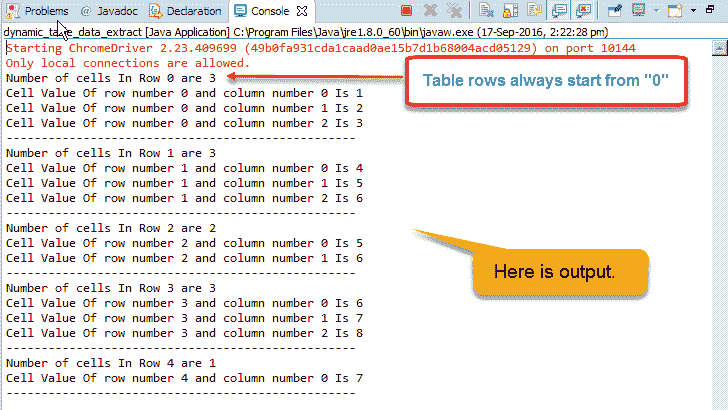 Problems @ Javadoc Declaration Console
dynamic_table_data_extract [Java Application] C:\Program Files\Java\jre1.8.0_60\bin\javaw.exe (17-Sep-2016, 2:22:28 pm)
Starting ChromeDriver 2.23.409699 (49b0fa931cda1caad0ae15b7d1b68004acd05129) on port 10144
Only local connections are allowed.
Number of cells In Row 0 are 3
Table rows always start from "0"
Cell Value Of row number 0 and column number 0 Is 1
Cell Value Of row number 0 and column number 1 Is 2
Cell Value Of row number 0 and column number 2 Is 3
--------------------------------------------------
Number of cells In Row 1 are 3
Cell Value Of row number 1 and column number 0 Is 4
Cell Value Of row number 1 and column number 1 Is 5
Cell Value Of row number 1 and column number 2 Is 6
--------------------------------------------------
Number of cells In Row 2 are 2
Cell Value Of row number 2 and column number 0 Is 5
Cell Value Of row number 2 and column number 1 Is 6
--------------------------------------------------
Here is output.
Number of cells In Row 3 are 3
Cell Value Of row number 3 and column number 0 Is 6
Cell Value Of row number 3 and column number 1 Is 7
Cell Value Of row number 3 and column number 2 Is 8
--------------------------------------------------
Number of cells In Row 4 are 1
Cell Value Of row number 4 and column number 0 Is 7
--------------------------------------------------